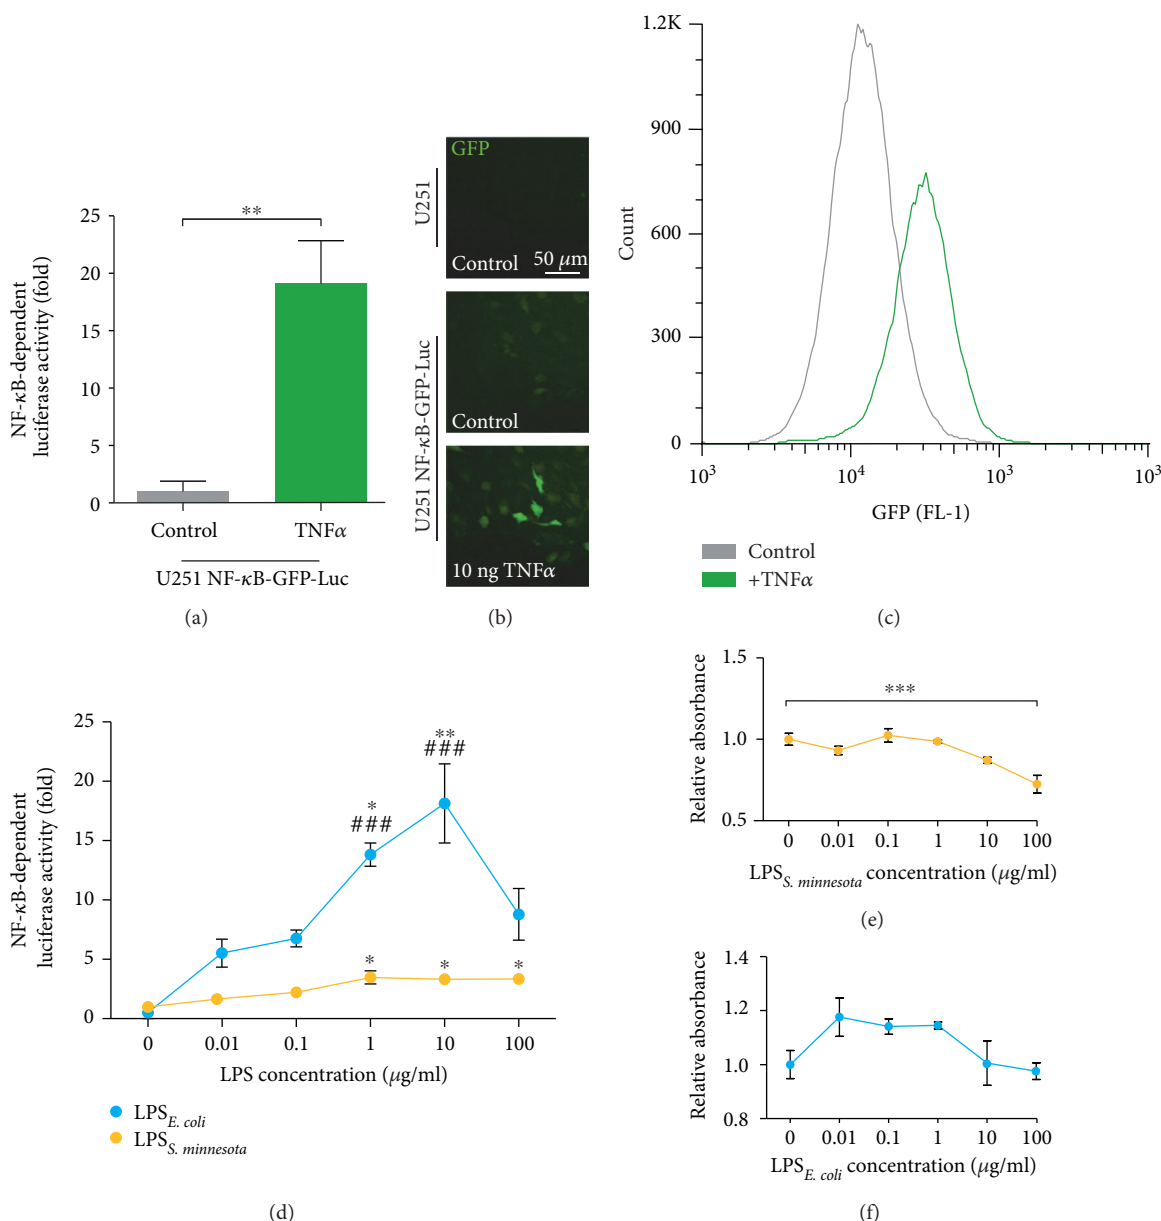 NF-κB-dependent
luciferase activity (fold)
25
20
15
10
5
0
**
Control
TNFα
U251 NF-κB-GFP-Luc
(a)
U251
U251 NF-κB-GFP-Luc
GFP
Control
50 μm
Control
10 ng TNFα
(b)
Count
1.2K
900
600
300
0
10³
10⁴
10³
10³
GFP (FL-1)
Control
+TNFα
(c)
NF-κB-dependent
luciferase activity (fold)
25
20
15
10
5
0
*
###
**
###
*
*
*
0
0.01
0.1
1
10
100
LPS concentration (μg/ml)
LPS E. coli
LPS S. minnesota
(d)
Relative absorbance
1.5
1.0
0.5
***
0
0.01
0.1
1
10
100
LPS S. minnesota concentration (μg/ml)
(e)
Relative absorbance
1.4
1.2
1.0
0.8
0
0.01
0.1
1
10
100
LPS E. coli concentration (μg/ml)
(f)